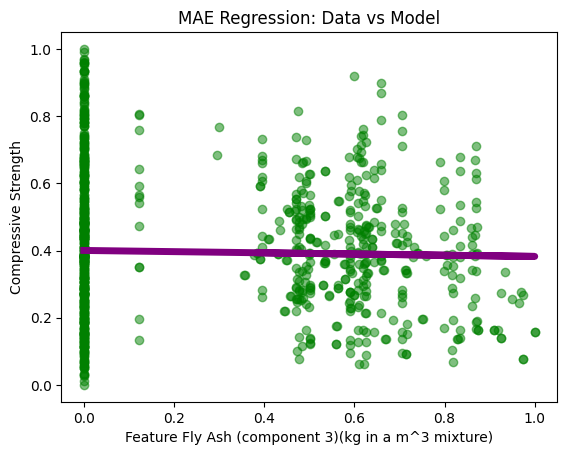 MAE Regression: Data vs Model
Compressive Strength
1.0
0.8
0.6
0.4
0.2
0.0
0.0 0.2 0.4 0.6 0.8 1.0
Feature Fly Ash (component 3)(kg in a m^3 mixture)